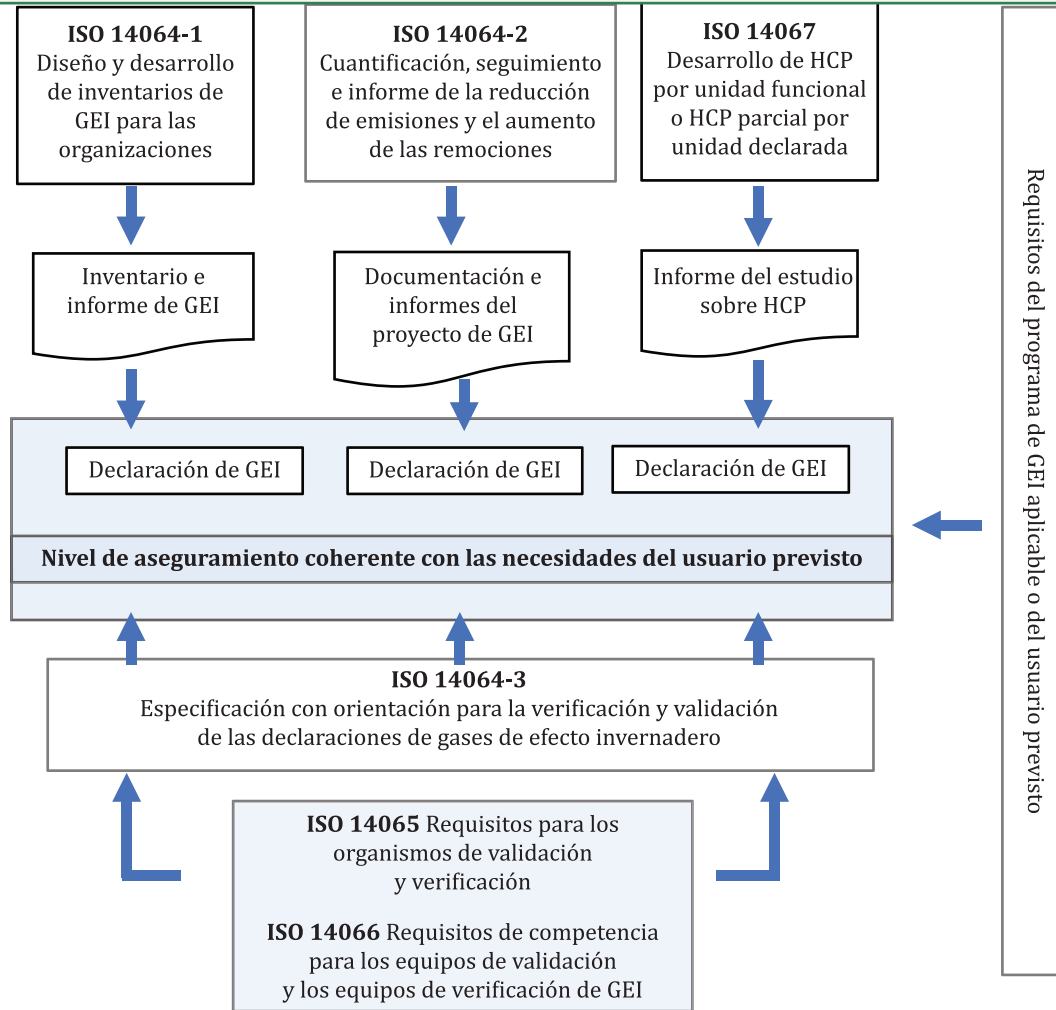 ISO 14064-1
Diseño y desarrollo
de inventarios de
GEI para las
organizaciones
ISO 14064-2
Cuantificación, seguimiento
e informe de la reducción
de emisiones y el aumento
de las remociones
ISO 14067
Desarrollo de HCP
por unidad funcional
o HCP parcial por
unidad declarada
Inventario e
informe de GEI
Documentación e
informes del
proyecto de GEI
Informe del estudio
sobre HCP
Declaración de GEI
Declaración de GEI
Declaración de GEI
Nivel de aseguramiento coherente con las necesidades del usuario previsto
ISO 14064-3
Especificación con orientación para la verificación y validación
de las declaraciones de gases de efecto invernadero
ISO 14065 Requisitos para los
organismos de validación
y verificación
ISO 14066 Requisitos de competencia
para los equipos de validación
y los equipos de verificación de GEI
Requisitos del programa de GEI aplicable o del usuario previsto